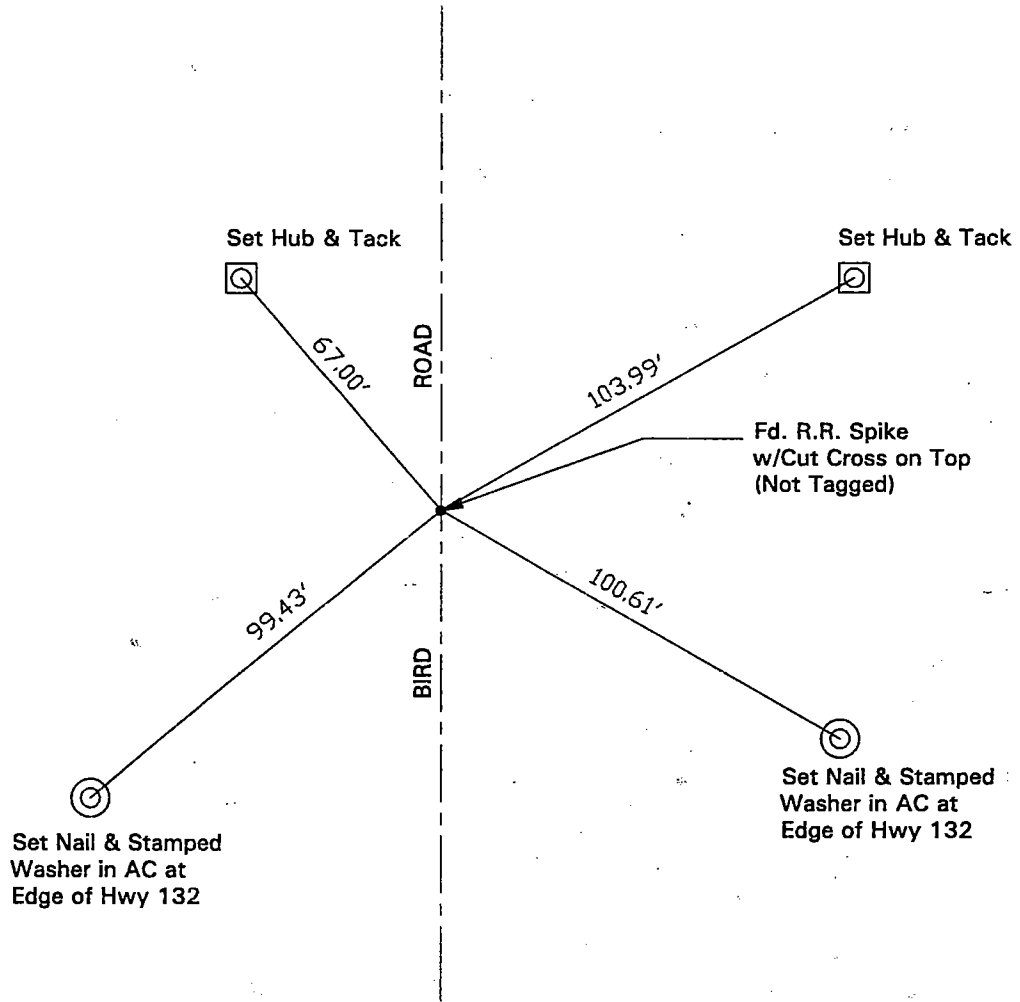 Set Hub & Tack
Set Hub & Tack
67.00'
ROAD
103.99'
Fd. R.R. Spike
w/Cut Cross on Top
(Not Tagged)
99.43'
100.61'
BIRD
Set Nail & Stamped
Washer in AC at
Edge of Hwy 132
Set Nail & Stamped
Washer in AC at
Edge of Hwy 132